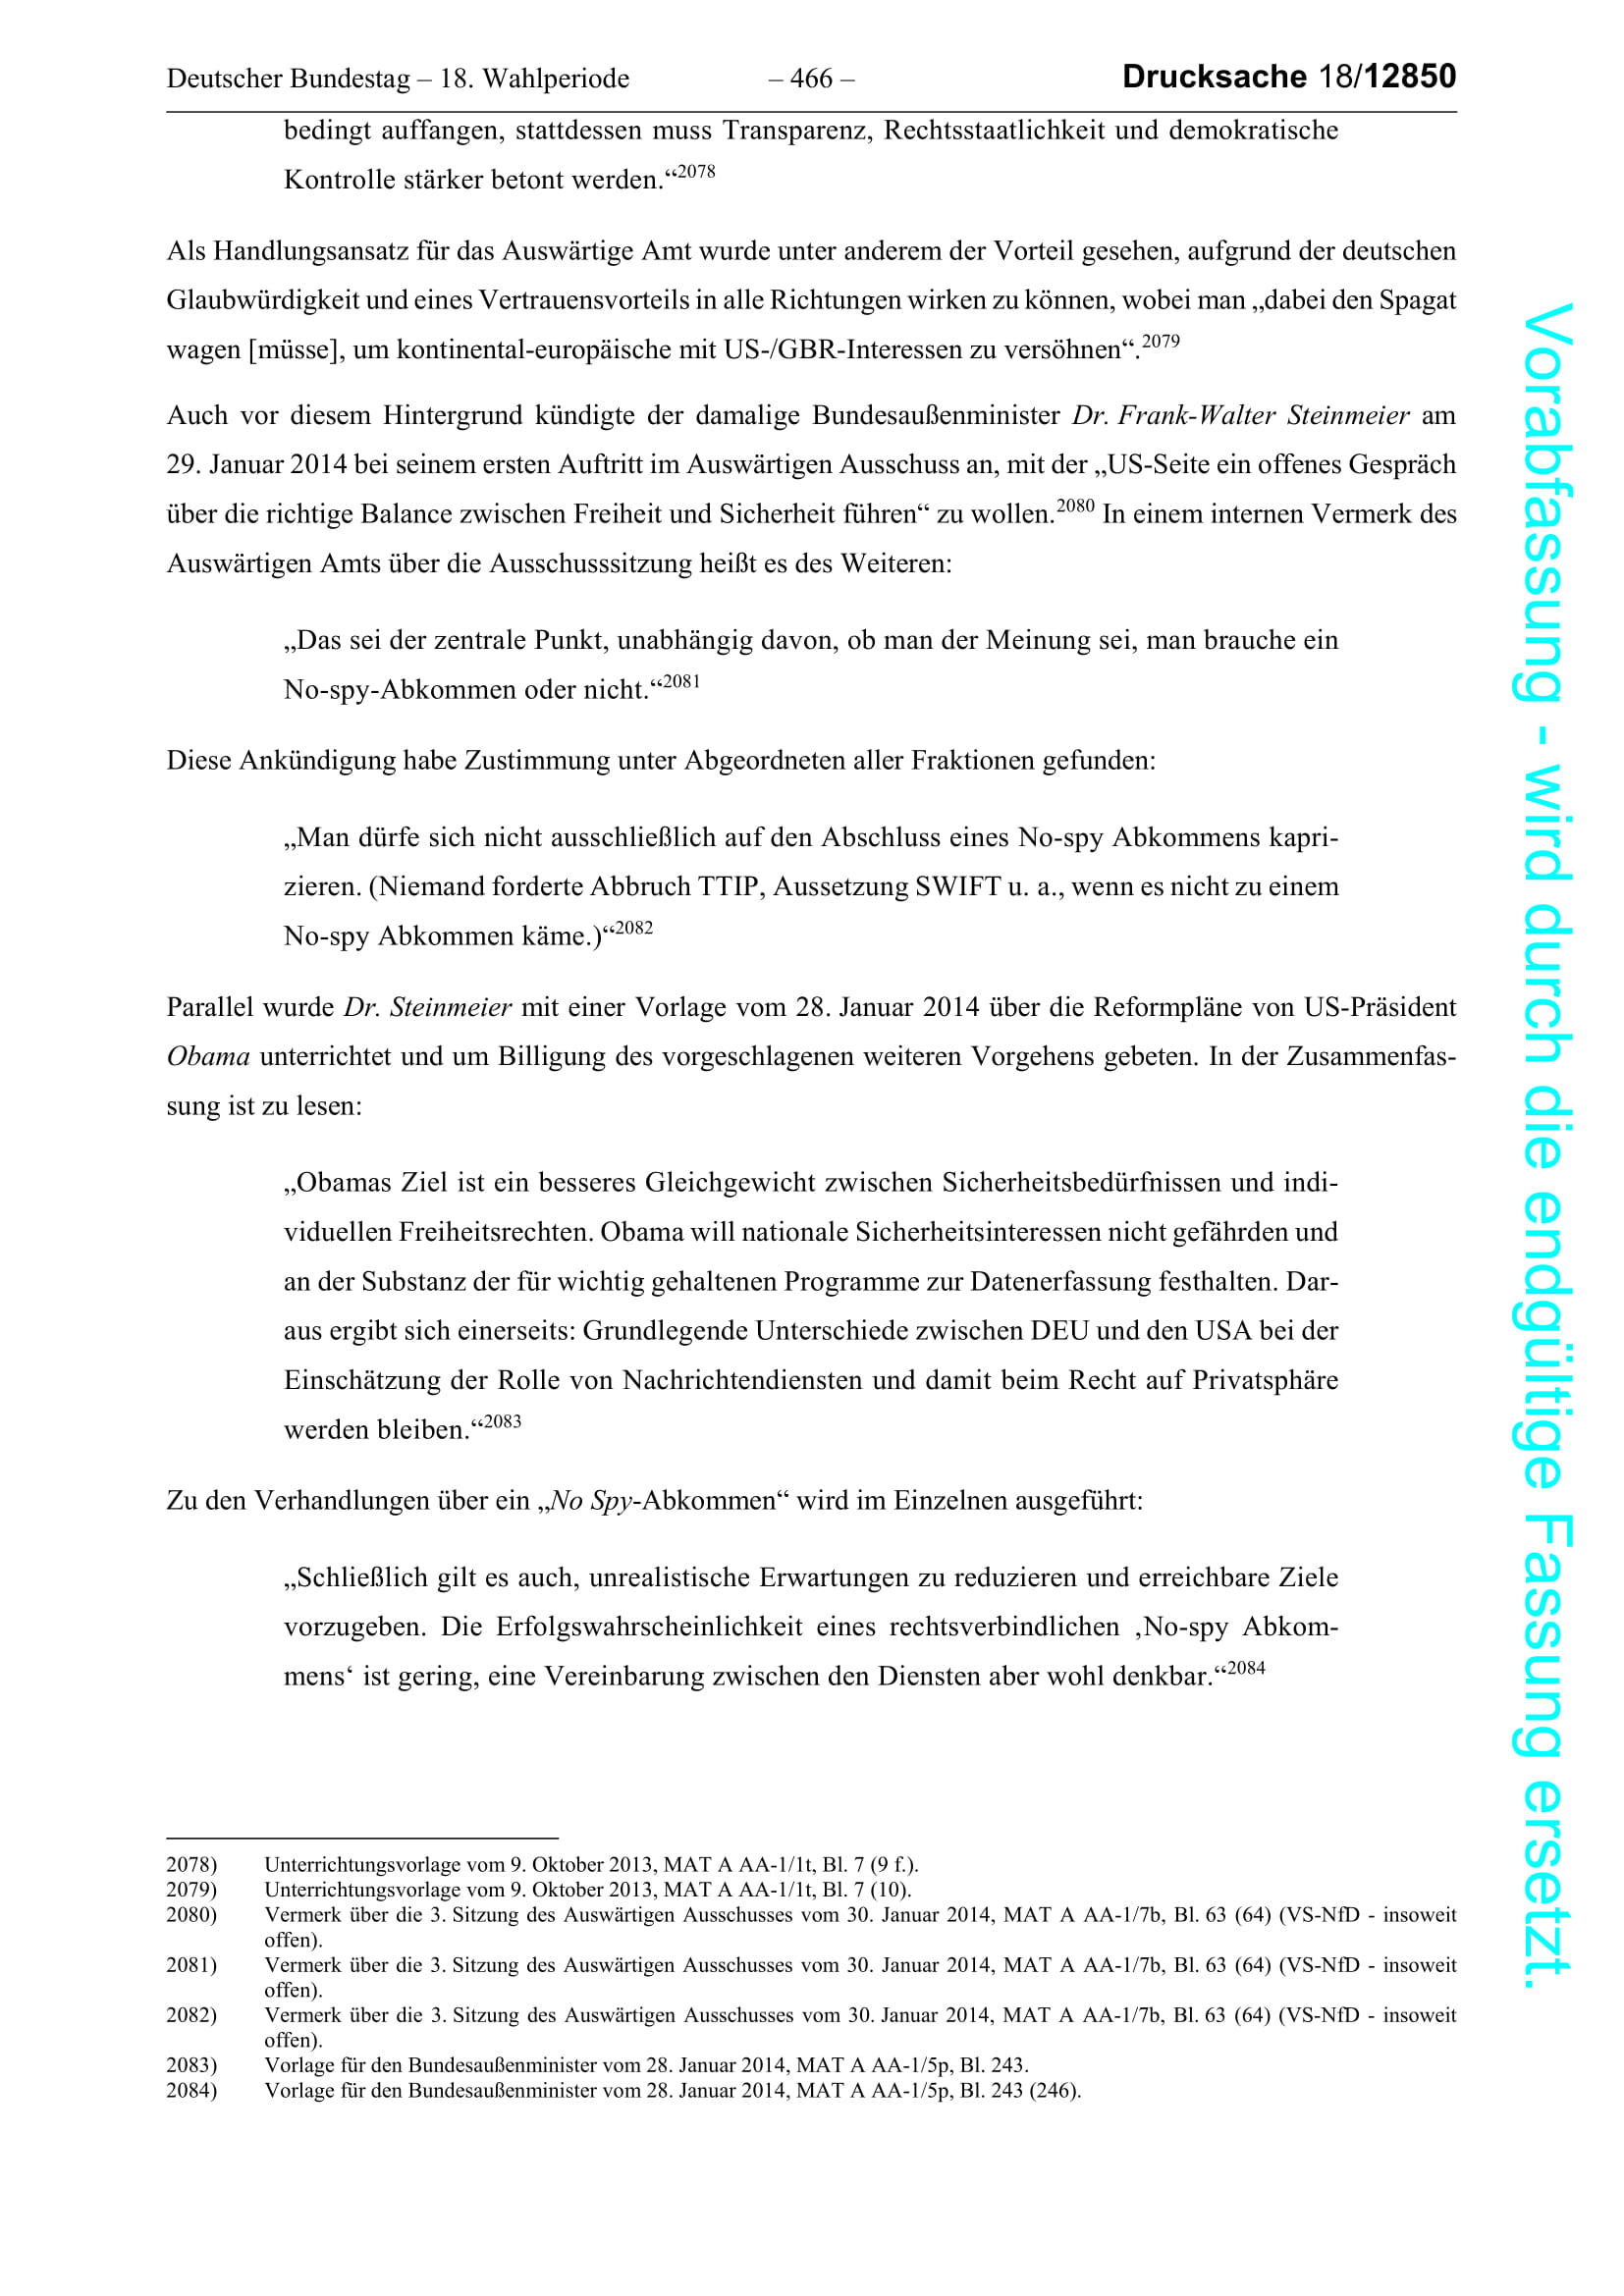 Deutscher Bundestag – 18. Wahlperiode – 466 – Drucksache 18/12850
bedingt auffangen, stattdessen muss Transparenz, Rechtsstaatlichkeit und demokratische
Kontrolle stärker betont werden.“2078
Als Handlungsansatz für das Auswärtige Amt wurde unter anderem der Vorteil gesehen, aufgrund der deutschen
Glaubwürdigkeit und eines Vertrauensvorteils in alle Richtungen wirken zu können, wobei man „dabei den Spagat
wagen [müsse], um kontinental-europäische mit US-/GBR-Interessen zu versöhnen“.2079
Auch vor diesem Hintergrund kündigte der damalige Bundesaußenminister Dr. Frank-Walter Steinmeier am
29. Januar 2014 bei seinem ersten Auftritt im Auswärtigen Ausschuss an, mit der „US-Seite ein offenes Gespräch
über die richtige Balance zwischen Freiheit und Sicherheit führen“ zu wollen.2080 In einem internen Vermerk des
Auswärtigen Amts über die Ausschusssitzung heißt es des Weiteren:
„Das sei der zentrale Punkt, unabhängig davon, ob man der Meinung sei, man brauche ein
No-spy-Abkommen oder nicht.“2081
Diese Ankündigung habe Zustimmung unter Abgeordneten aller Fraktionen gefunden:
„Man dürfe sich nicht ausschließlich auf den Abschluss eines No-spy Abkommens kapri-
zieren. (Niemand forderte Abbruch TTIP, Aussetzung SWIFT u. a., wenn es nicht zu einem
No-spy Abkommen käme.)“2082
Parallel wurde Dr. Steinmeier mit einer Vorlage vom 28. Januar 2014 über die Reformpläne von US-Präsident
Obama unterrichtet und um Billigung des vorgeschlagenen weiteren Vorgehens gebeten. In der Zusammenfas-
sung ist zu lesen:
„Obamas Ziel ist ein besseres Gleichgewicht zwischen Sicherheitsbedürfnissen und indi-
viduellen Freiheitsrechten. Obama will nationale Sicherheitsinteressen nicht gefährden und
an der Substanz der für wichtig gehaltenen Programme zur Datenerfassung festhalten. Dar-
aus ergibt sich einerseits: Grundlegende Unterschiede zwischen DEU und den USA bei der
Einschätzung der Rolle von Nachrichtendiensten und damit beim Recht auf Privatsphäre
werden bleiben.“2083
Zu den Verhandlungen über ein „No Spy-Abkommen“ wird im Einzelnen ausgeführt:
„Schließlich gilt es auch, unrealistische Erwartungen zu reduzieren und erreichbare Ziele
vorzugeben. Die Erfolgswahrscheinlichkeit eines rechtsverbindlichen ‚No-spy Abkom-
mens‘ ist gering, eine Vereinbarung zwischen den Diensten aber wohl denkbar.“2084
2078) Unterrichtungsvorlage vom 9. Oktober 2013, MAT A AA-1/1t, Bl. 7 (9 f.).
2079) Unterrichtungsvorlage vom 9. Oktober 2013, MAT A AA-1/1t, Bl. 7 (10).
2080) Vermerk über die 3. Sitzung des Auswärtigen Ausschusses vom 30. Januar 2014, MAT A AA-1/7b, Bl. 63 (64) (VS-NfD - insoweit
offen).
2081) Vermerk über die 3. Sitzung des Auswärtigen Ausschusses vom 30. Januar 2014, MAT A AA-1/7b, Bl. 63 (64) (VS-NfD - insoweit
offen).
2082) Vermerk über die 3. Sitzung des Auswärtigen Ausschusses vom 30. Januar 2014, MAT A AA-1/7b, Bl. 63 (64) (VS-NfD - insoweit
offen).
2083) Vorlage für den Bundesaußenminister vom 28. Januar 2014, MAT A AA-1/5p, Bl. 243.
2084) Vorlage für den Bundesaußenminister vom 28. Januar 2014, MAT A AA-1/5p, Bl. 243 (246).
Vorabfassung - wird durch die endgültige Fassung ersetzt.